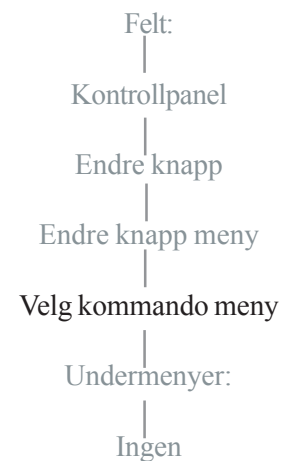 Felt:
Kontrollpanel
Endre knapp
Endre knapp meny
Velg kommando meny
Undermenyer:
Ingen